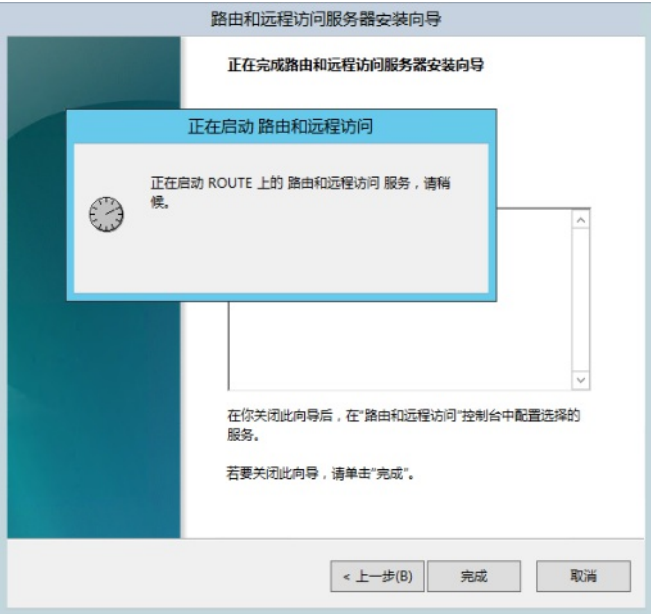 路由和远程访问服务器安装向导
正在完成路由和远程访问服务器安装向导
正在启动 路由和远程访问
正在启动 ROUTE 上的 路由和远程访问 服务，请稍
候。
在你关闭此向导后，在"路由和远程访问"控制台中配置选择的
服务。
若要关闭此向导，请单击"完成"。
< 上一步(B)
完成
取消